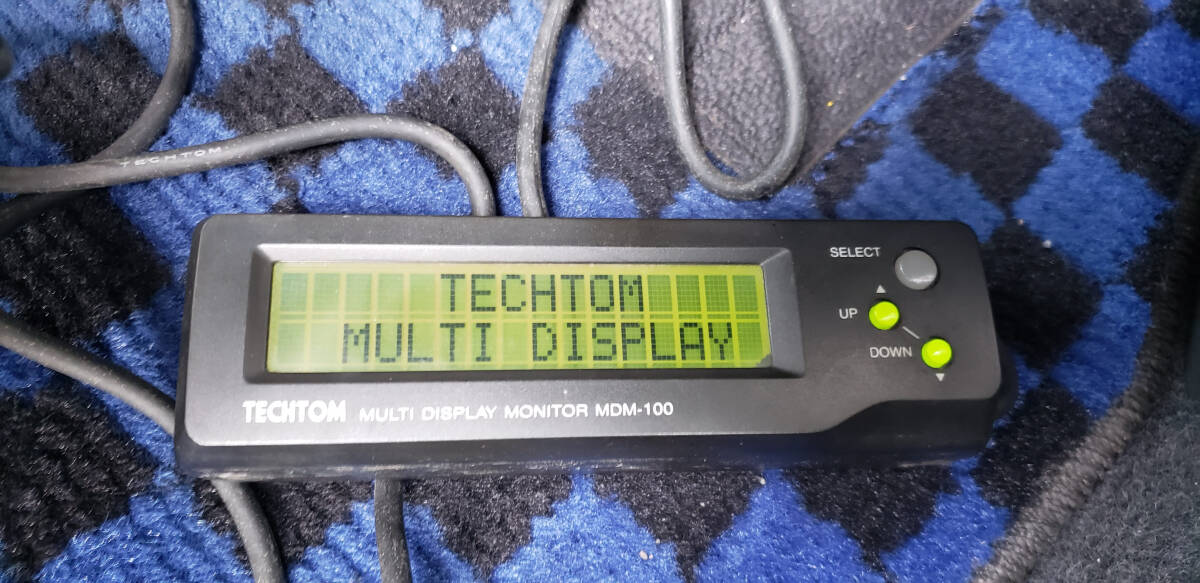 TECHTOM
TECHTOM
MULTI DISPLAY
SELECT
UP
DOWN
TECHTOM MULTI DISPLAY MONITOR MDM-100